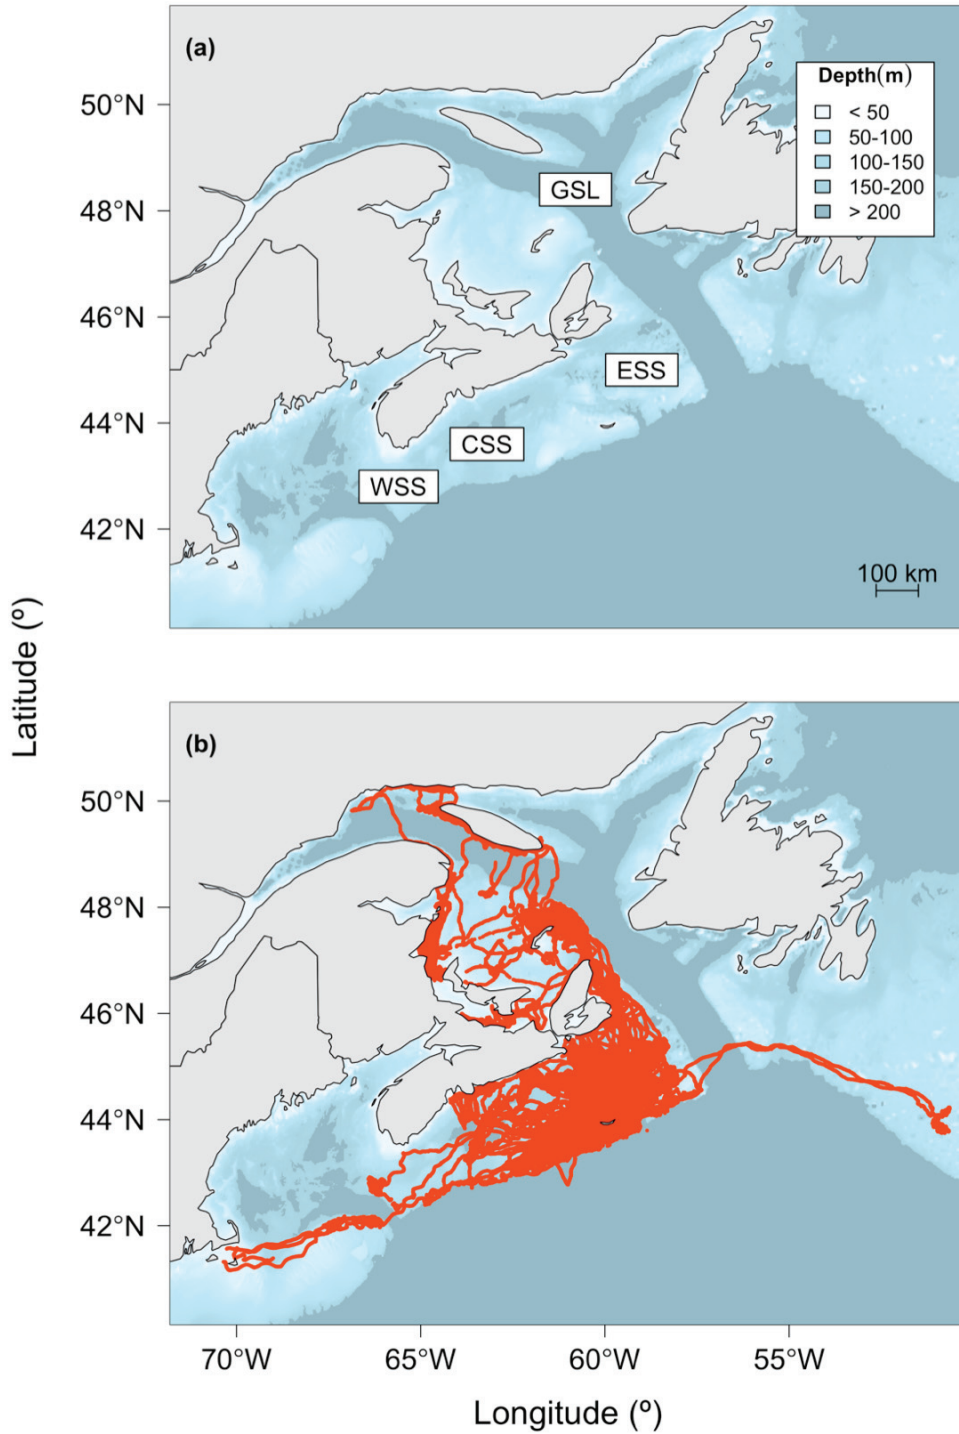 (a)
Depth(m)
< 50
50-100
100-150
150-200
> 200
50°N
48°N
46°N
44°N
42°N
GSL
ESS
CSS
WSS
100 km
Latitude (º)
(b)
50°N
48°N
46°N
44°N
42°N
70°W 65°W 60°W 55°W
Longitude (º)